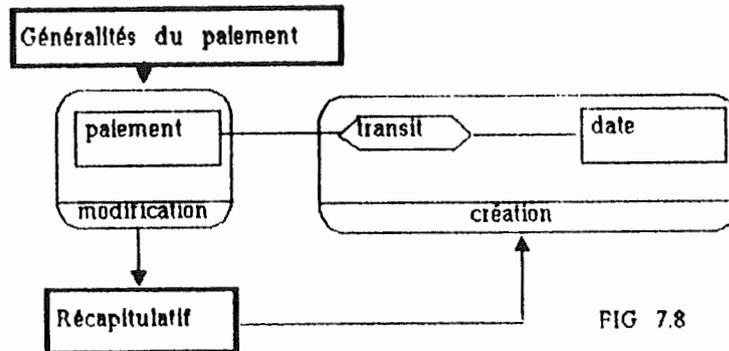 Généralités du paiement
paiement
transit
date
modification
création
Récapitulatif
FIG 7.8